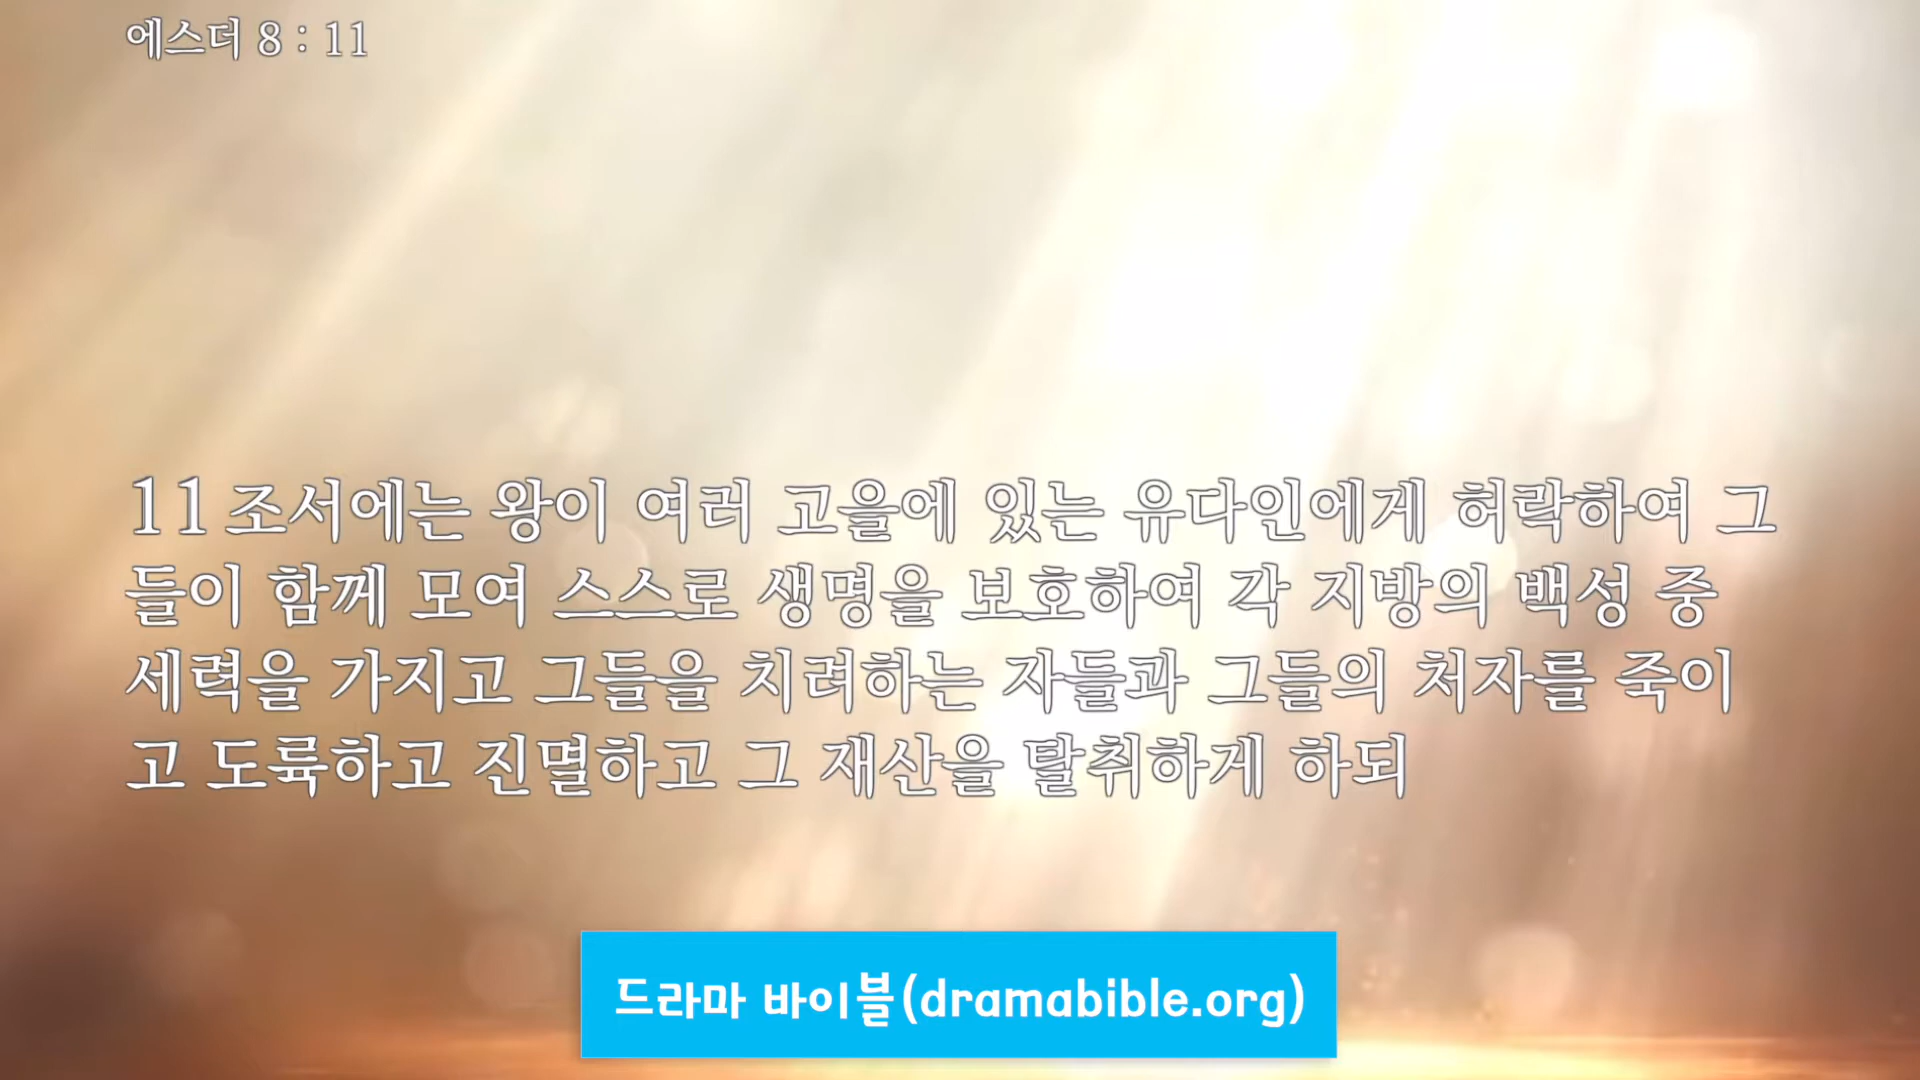 에스더 8 : 11
11 조서에는 왕이 여러 고을에 있는 유다인에게 허락하여 그
들이 함께 모여 스스로 생명을 보호하여 각 지방의 백성 중
세력을 가지고 그들을 치려하는 자들과 그들의 처자를 죽이
고 도륙하고 진멸하고 그 재산을 탈취하게 하되
드라마 바이블(dramabible.org)